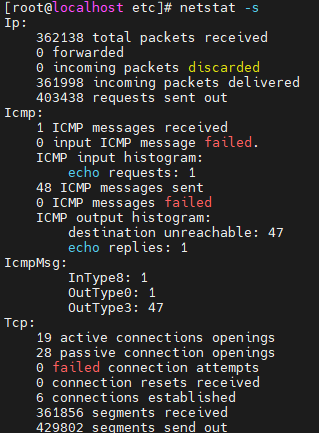 [root@localhost etc]# netstat -s
Ip:
362138 total packets received
0 forwarded
0 incoming packets discarded
361998 incoming packets delivered
403438 requests sent out
Icmp:
1 ICMP messages received
0 input ICMP message failed.
ICMP input histogram:
echo requests: 1
48 ICMP messages sent
0 ICMP messages failed
ICMP output histogram:
destination unreachable: 47
echo replies: 1
IcmpMsg:
InType8: 1
OutType0: 1
OutType3: 47
Tcp:
19 active connections openings
28 passive connection openings
0 failed connection attempts
0 connection resets received
6 connections established
361856 segments received
429802 segments send out